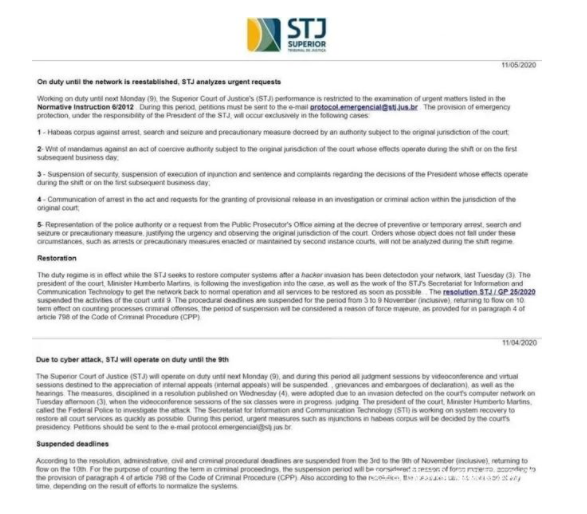 STJ
SUPERIOR
TRIBUNAL DE JUSTIÇA
11/05/2020
On duty until the network is reestablished, STJ analyzes urgent requests
Working on duty until next Monday (9), the Superior Court of Justice's (STJ) performance is restricted to the examination of urgent matters listed in the
Normative Instruction 6/2012 . During this period, petitions must be sent to the e-mail protocol.emergencial@stj.jus.br . The provision of emergency
protection, under the responsibility of the President of the STJ, will occur exclusively in the following cases:
1 - Habeas corpus against arrest, search and seizure and precautionary measure decreed by an authority subject to the original jurisdiction of the court;
2- Writ of mandamus against an act of coercive authority subject to the original jurisdiction of the court whose effects operate during the shift or on the first
subsequent business day;
3 - Suspension of security, suspension of execution of injunction and sentence and complaints regarding the decisions of the President whose effects operate
during the shift or on the first subsequent business day;
4 - Communication of arrest in the act and requests for the granting of provisional release in an investigation or criminal action within the jurisdiction of the
original court;
5- Representation of the police authority or a request from the Public Prosecutor's Office aiming at the decree of preventive or temporary arrest, search and
seizure or precautionary measure, justifying the urgency and observing the original jurisdiction of the court. Orders whose object does not fall under these
circumstances, such as arrests or precautionary measures enacted or maintained by second instance courts, will not be analyzed during the shift regime.
Restoration
The duty regime is in effect while the STJ seeks to restore computer systems after a hacker invasion has been detectedon your network, last Tuesday (3). The
president of the court, Minister Humberto Martins, is following the investigation into the case, as well as the work of the STJ's Secretariat for Information and
Communication Technology to get the network back to normal operation and all services to be restored as soon as possible. . The resolution STJ / GP 25/2020
suspended the activities of the court until 9. The procedural deadlines are suspended for the period from 3 to 9 November (inclusive), returning to flow on 10.
term effect on counting processes criminal offenses, the period of suspension will be considered a reason of force majeure, as provided for in paragraph 4 of
article 798 of the Code of Criminal Procedure (CPP).
11/04/2020
Due to cyber attack, STJ will operate on duty until the 9th
The Superior Court of Justice (STJ) will operate on duty until next Monday (9), and during this period all judgment sessions by videoconference and virtual
sessions destined to the appreciation of internal appeals (internal appeals) will be suspended. , grievances and embargoes of declaration), as well as the
hearings. The measures, disciplined in a resolution published on Wednesday (4), were adopted due to an invasion detected on the court's computer network on
Tuesday afternoon (3), when the videoconference sessions of the six classes were in progress. judging. The president of the court, Minister Humberto Martins,
called the Federal Police to investigate the attack. The Secretariat for Information and Communication Technology (STI) is working on system recovery to
restore all court services as quickly as possible. During this period, urgent measures such as injunctions in habeas corpus will be decided by the court's
presidency. Petitions should be sent to the e-mail protocol.emergencial@stj.jus.br.
Suspended deadlines
According to the resolution, administrative, civil and criminal procedural deadlines are suspended from the 3rd to the 9th of November (inclusive), returning to
flow on the 10th. For the purpose of counting the term in criminal proceedings, the suspension period will be considered a reason of force majeure, according to
the provision of paragraph 4 of article 798 of the Code of Criminal Procedure (CPP). Also according to the resolution, the measures any
time, depending on the result of efforts to normalize the systems.